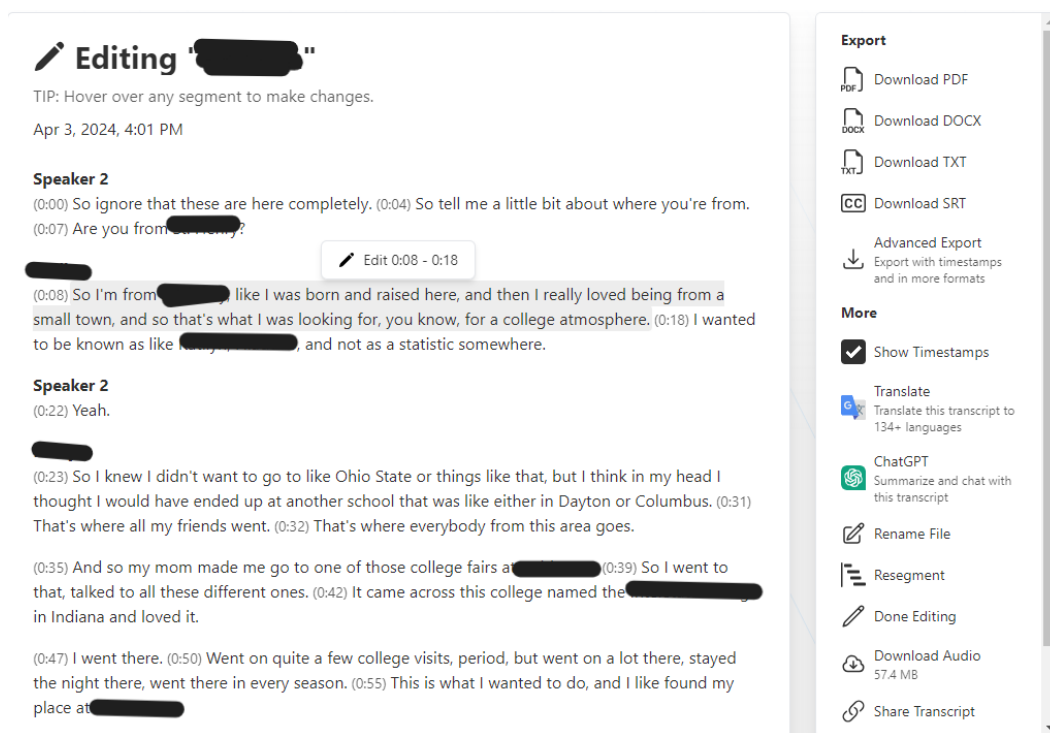 Editing "
"
TIP: Hover over any segment to make changes.
Apr 3, 2024, 4:01 PM
Speaker 2
(0:00) So ignore that these are here completely. (0:04) So tell me a little bit about where you're from.
(0:07) Are you from ?
Edit 0:08 - 0:18
(0:08) So I'm from , like I was born and raised here, and then I really loved being from a
small town, and so that's what I was looking for, you know, for a college atmosphere. (0:18) I wanted
to be known as like , and not as a statistic somewhere.
Speaker 2
(0:22) Yeah.
(0:23) So I knew I didn't want to go to like Ohio State or things like that, but I think in my head I
thought I would have ended up at another school that was like either in Dayton or Columbus. (0:31)
That's where all my friends went. (0:32) That's where everybody from this area goes.
(0:35) And so my mom made me go to one of those college fairs at (0:39) So I went to
that, talked to all these different ones. (0:42) It came across this college named the
in Indiana and loved it.
(0:47) I went there. (0:50) Went on quite a few college visits, period, but went on a lot there, stayed
the night there, went there in every season. (0:55) This is what I wanted to do, and I like found my
place at
Export
PDF
Download PDF
DOCX
Download DOCX
TXT
Download TXT
CC
Download SRT
Advanced Export
Export with timestamps
and in more formats
More
Show Timestamps
G
Translate
Translate this transcript to
134+ languages
ChatGPT
Summarize and chat with
this transcript
Rename File
Resegment
Done Editing
Download Audio
57.4 MB
Share Transcript